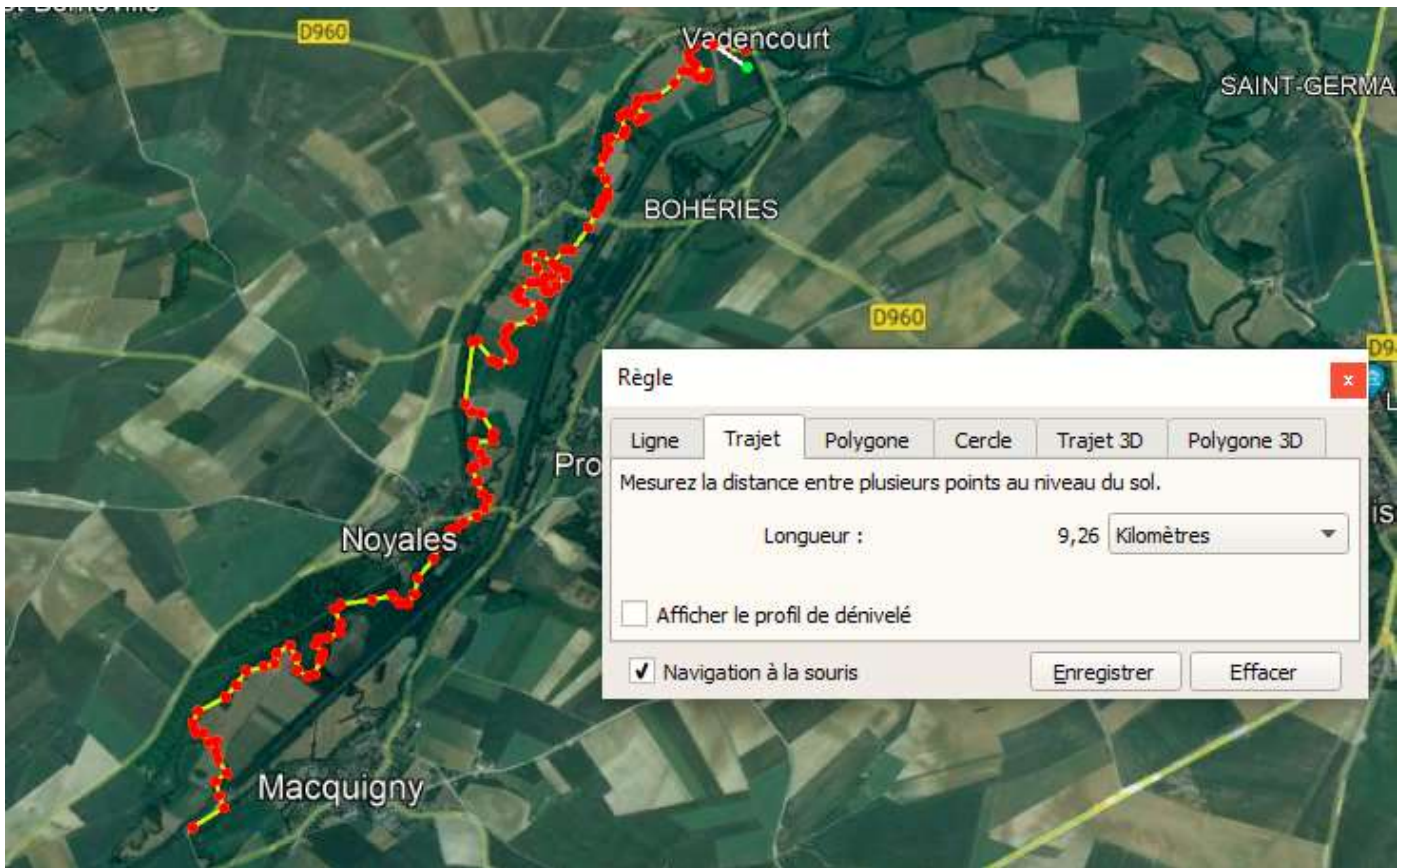 D960
Vadencourt
SAINT-GERMA
BOHÉRIES
D960
D94
Règle
x
Ligne
Trajet
Polygone
Cercle
Trajet 3D
Polygone 3D
Pro
Mesurez la distance entre plusieurs points au niveau du sol.
is
Noyales
Longueur :
9,26 Kilomètres
Afficher le profil de dénivelé
Navigation à la souris
Enregistrer
Effacer
Macquigny